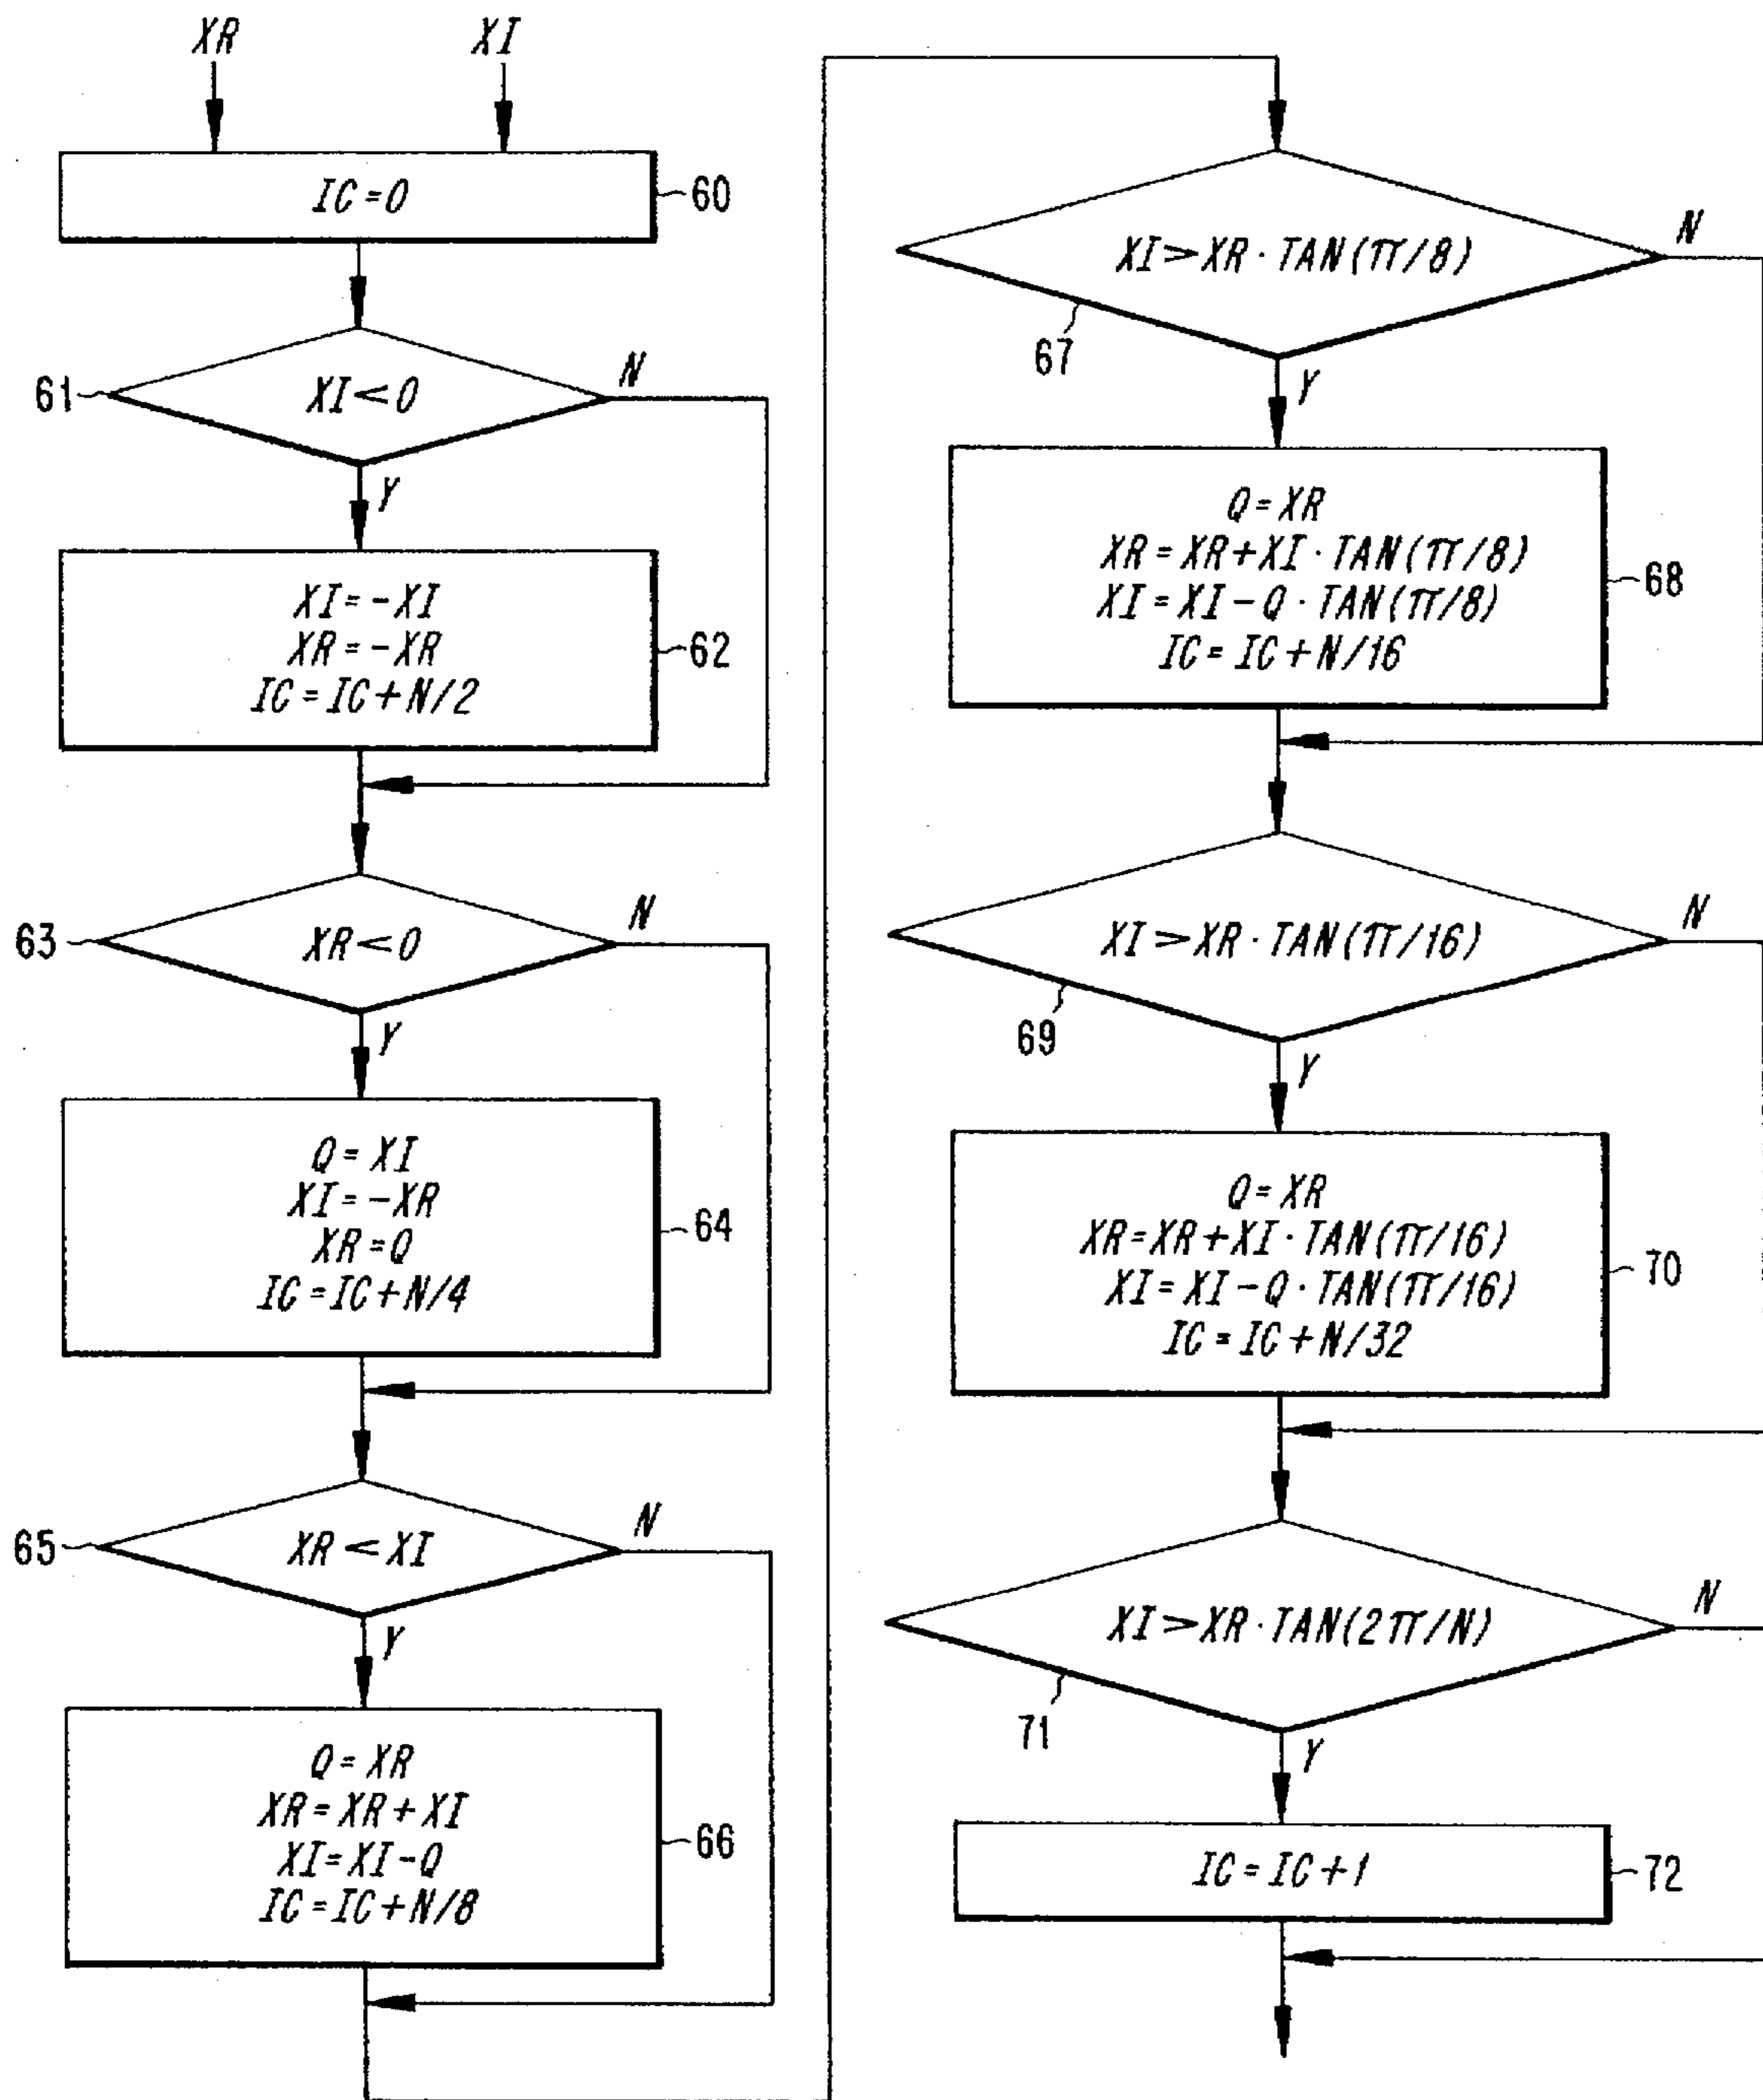 XR XI
IC = 0
60
61
XI < 0
N
Y
XI = -XI
XR = -XR
IC = IC + N/2
62
63
XR < 0
N
Y
Q = XI
XI = -XR
XR = Q
IC = IC + N/4
64
65
XR < XI
N
Y
Q = XR
XR = XR + XI
XI = XI - Q
IC = IC + N/8
66
XI > XR · TAN(π/8)
N
67
Y
Q = XR
XR = XR + XI · TAN(π/8)
XI = XI - Q · TAN(π/8)
IC = IC + N/16
68
XI > XR · TAN(π/16)
N
69
Y
Q = XR
XR = XR + XI · TAN(π/16)
XI = XI - Q · TAN(π/16)
IC = IC + N/32
70
XI > XR · TAN(2π/N)
N
71
Y
IC = IC + 1
72